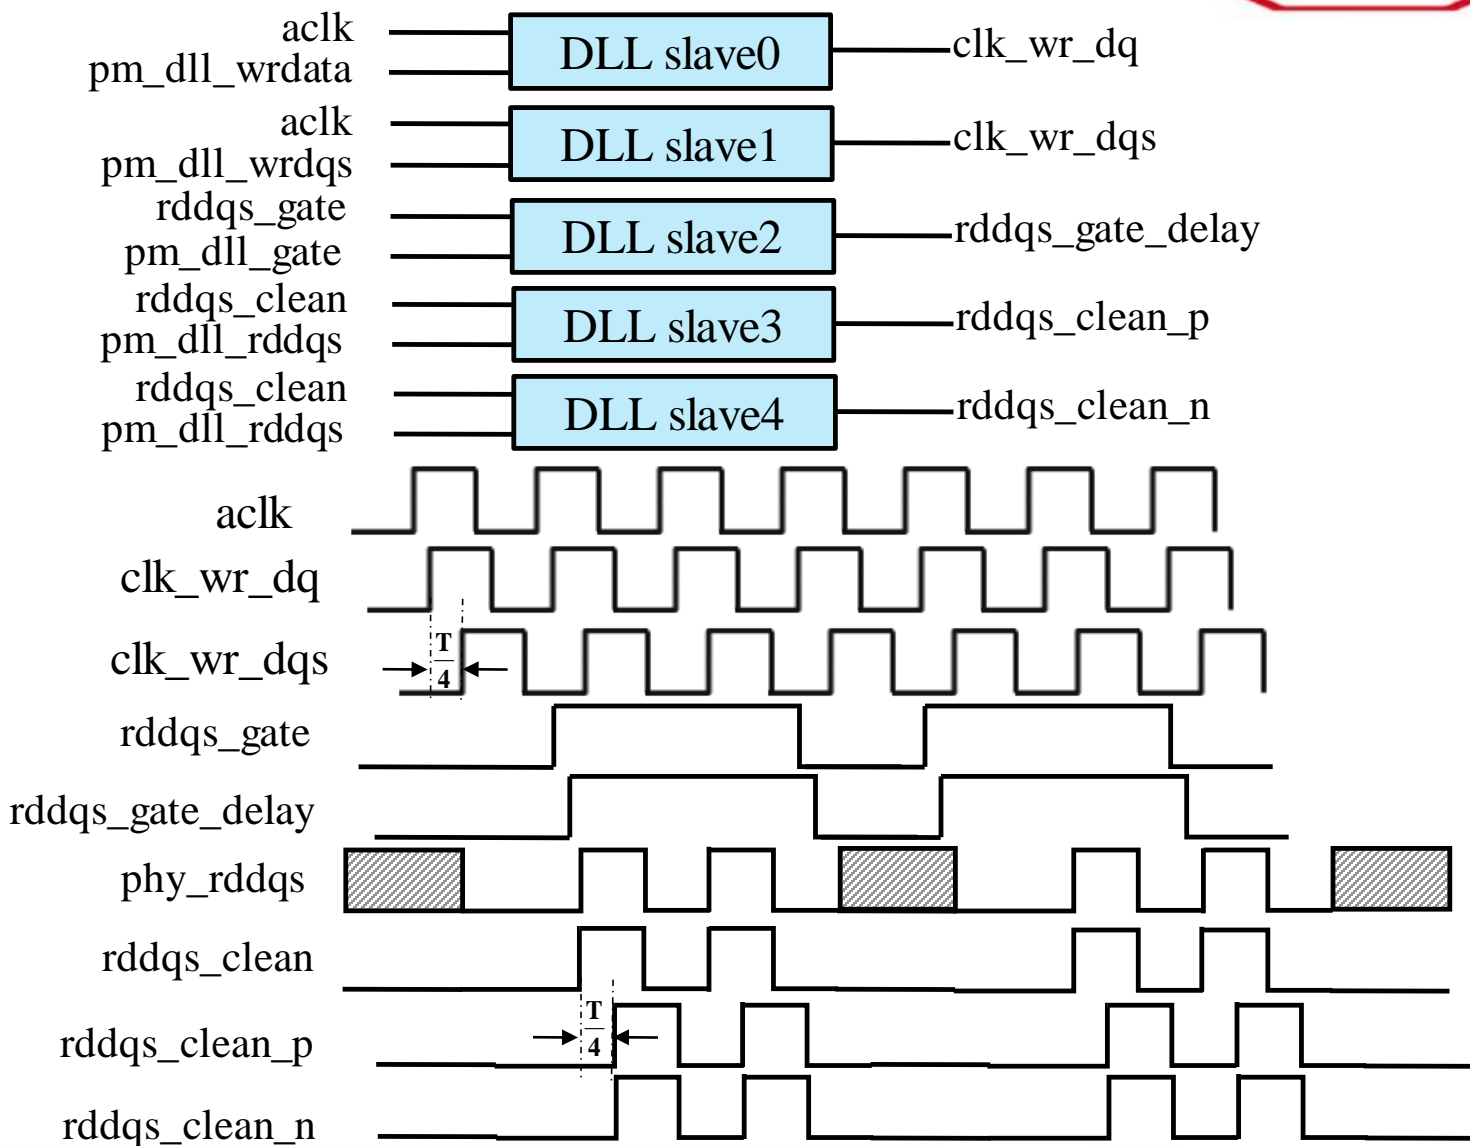 aclk
pm_dll_wrdata
DLL slave0
clk_wr_dq
aclk
pm_dll_wrdqs
DLL slave1
clk_wr_dqs
rddqs_gate
pm_dll_gate
DLL slave2
rddqs_gate_delay
rddqs_clean
pm_dll_rddqs
DLL slave3
rddqs_clean_p
rddqs_clean
pm_dll_rddqs
DLL slave4
rddqs_clean_n
aclk
clk_wr_dq
clk_wr_dqs
T
4
rddqs_gate
rddqs_gate_delay
phy_rddqs
rddqs_clean
rddqs_clean_p
T
4
rddqs_clean_n